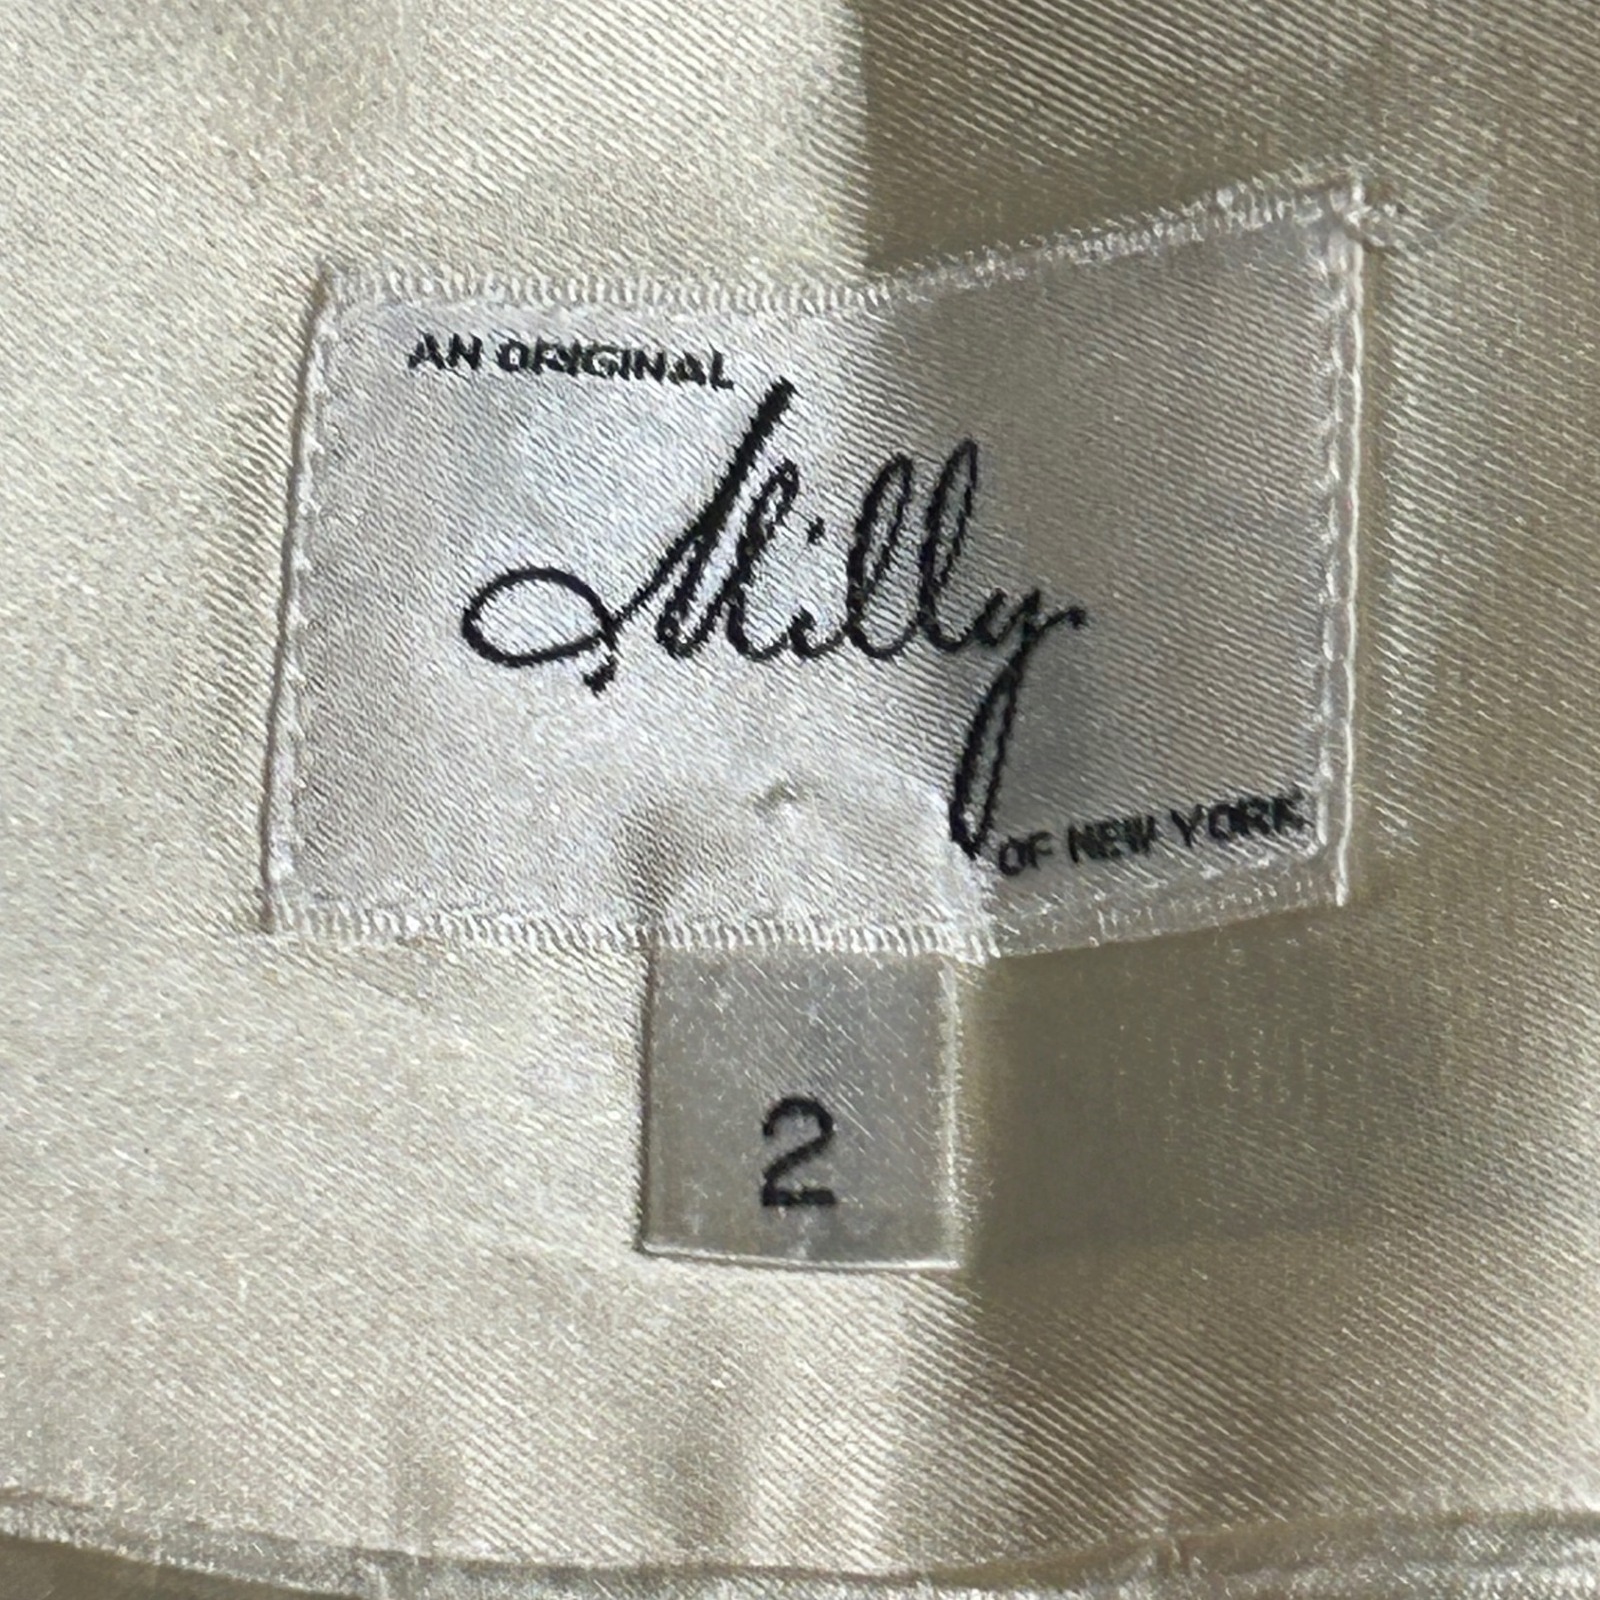 AN ORIGINAL
Milly
OF NEW YORK
2